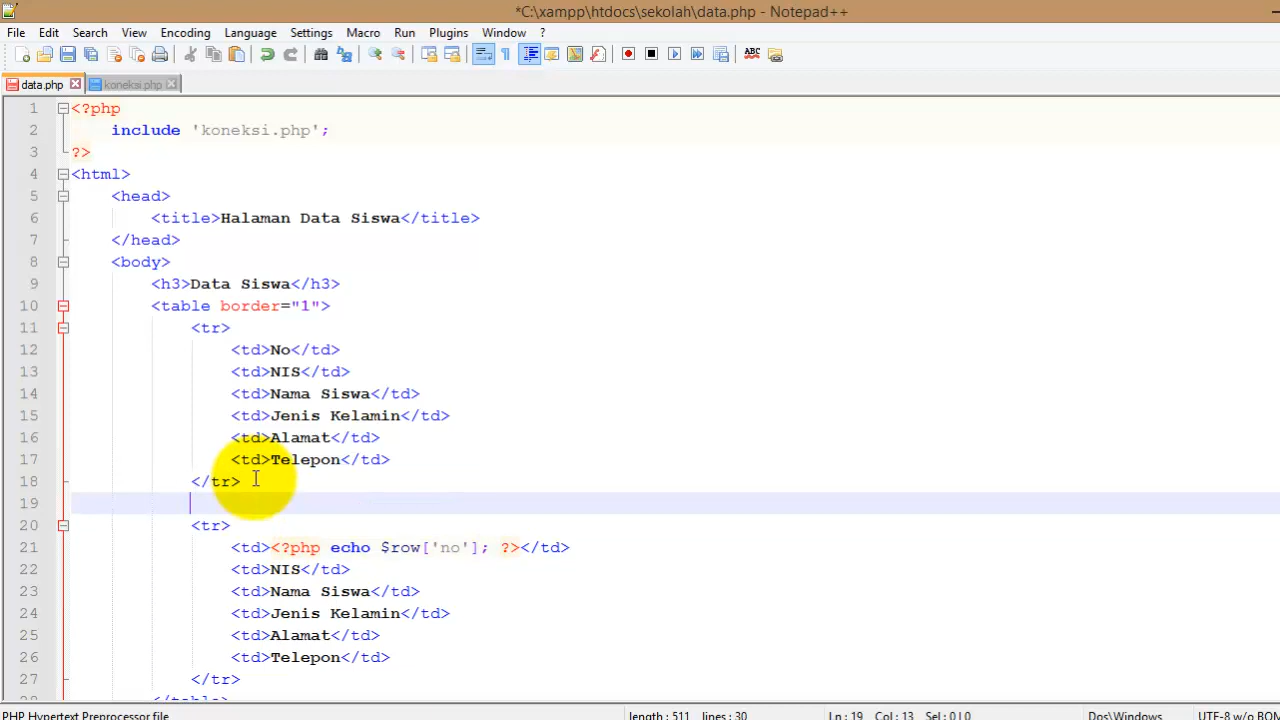 *C:\xampp\htdocs\sekolah\data.php - Notepad++
File Edit Search View Encoding Language Settings Macro Run Plugins Window ?
ABC
data.php koneksi.php
1 <?php
2 include 'koneksi.php';
3 ?>
4 <html>
5 <head>
6 <title>Halaman Data Siswa</title>
7 </head>
8 <body>
9 <h3>Data Siswa</h3>
10 <table border="1">
11 <tr>
12 <td>No</td>
13 <td>NIS</td>
14 <td>Nama Siswa</td>
15 <td>Jenis Kelamin</td>
16 <td>Alamat</td>
17 <td>Telepon</td>
18 </tr>
19
20 <tr>
21 <td><?php echo $row['no']; ?></td>
22 <td>NIS</td>
23 <td>Nama Siswa</td>
24 <td>Jenis Kelamin</td>
25 <td>Alamat</td>
26 <td>Telepon</td>
27 </tr>
28 </table>
PHP Hypertext Preprocessor file length : 511 lines : 30 Ln : 19 Col : 13 Sel : 0 | 0 Dos\Windows UTF-8 w/o BOM